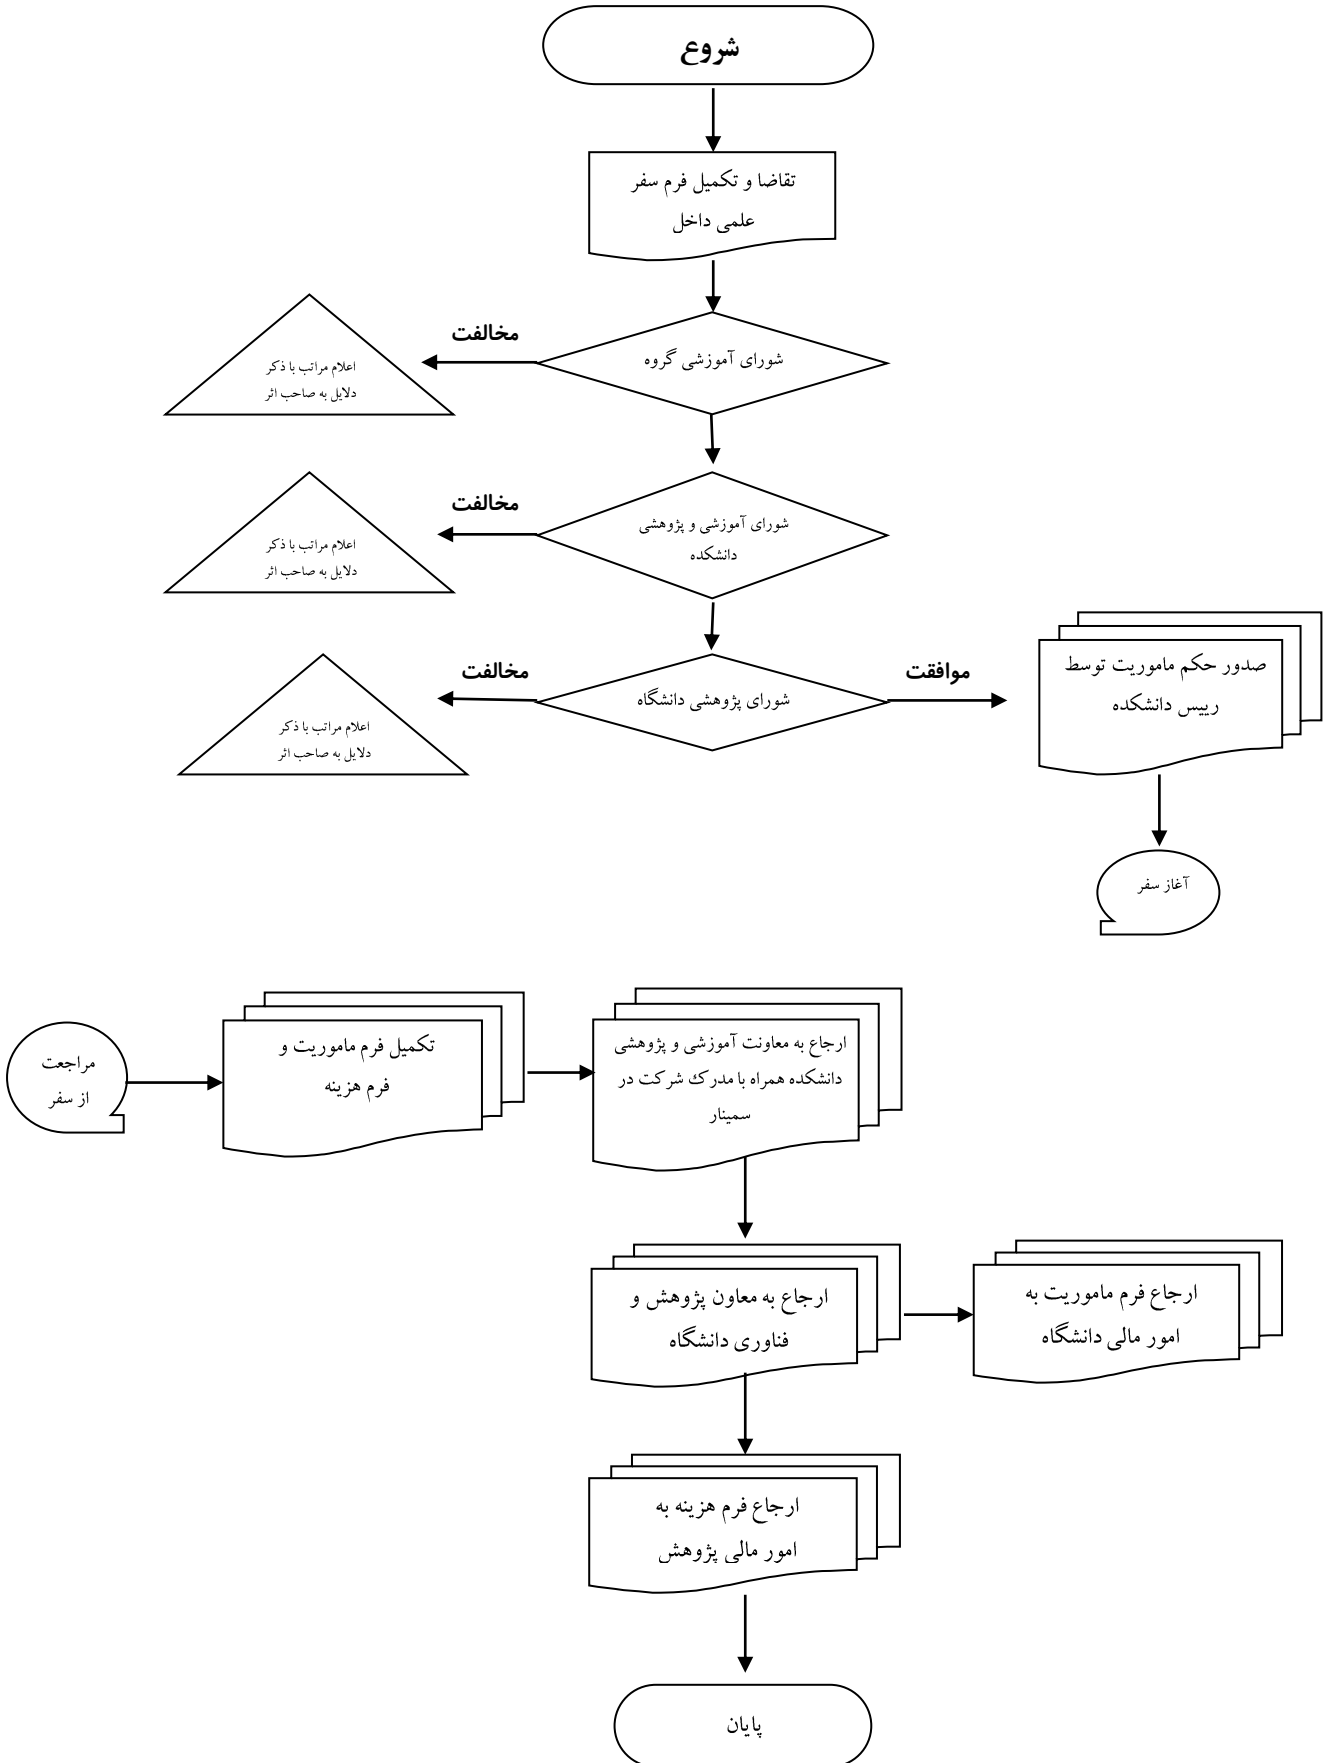 شروع
تقاضا و تکمیل فرم سفر
علمی داخل
شورای آموزشی گروه
مخالفت
اعلام مراتب با ذکر
دلایل به صاحب اثر
شورای آموزشی و پژوهشی
دانشکده
مخالفت
اعلام مراتب با ذکر
دلایل به صاحب اثر
موافقت
شورای پژوهشی دانشگاه
مخالفت
اعلام مراتب با ذکر
دلایل به صاحب اثر
صدور حکم ماموریت توسط
رییس دانشکده
آغاز سفر
مراجعت
از سفر
تکمیل فرم ماموریت و
فرم هزینه
ارجاع به معاونت آموزشی و پژوهشی
دانشکده همراه با مدرک شرکت در
سمینار
ارجاع به معاون پژوهش و
فناوری دانشگاه
ارجاع فرم ماموریت به
امور مالی دانشگاه
ارجاع فرم هزینه به
امور مالی پژوهش
پایان